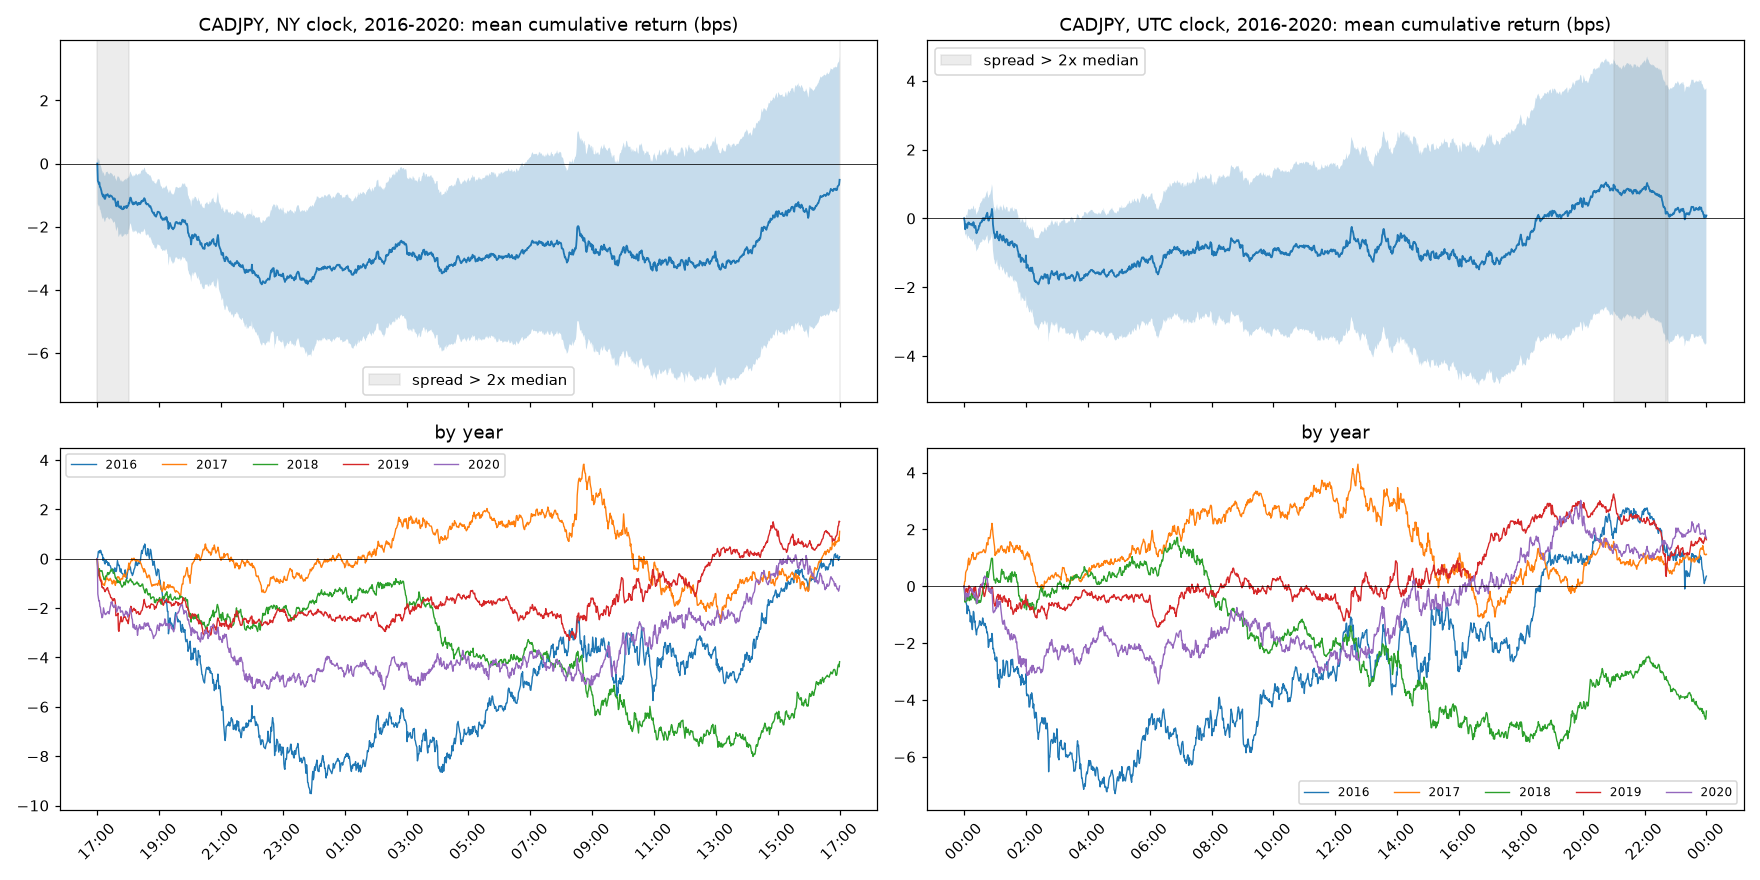 CADJPY, NY clock, 2016-2020: mean cumulative return (bps)
2
0
−2
−4
−6
spread > 2x median
CADJPY, UTC clock, 2016-2020: mean cumulative return (bps)
spread > 2x median
4
2
0
−2
−4
by year
2016 2017 2018 2019 2020
4
2
0
−2
−4
−6
−8
−10
17:00 19:00 21:00 23:00 01:00 03:00 05:00 07:00 09:00 11:00 13:00 15:00 17:00
by year
4
2
0
−2
−4
−6
2016 2017 2018 2019 2020
00:00 02:00 04:00 06:00 08:00 10:00 12:00 14:00 16:00 18:00 20:00 22:00 00:00